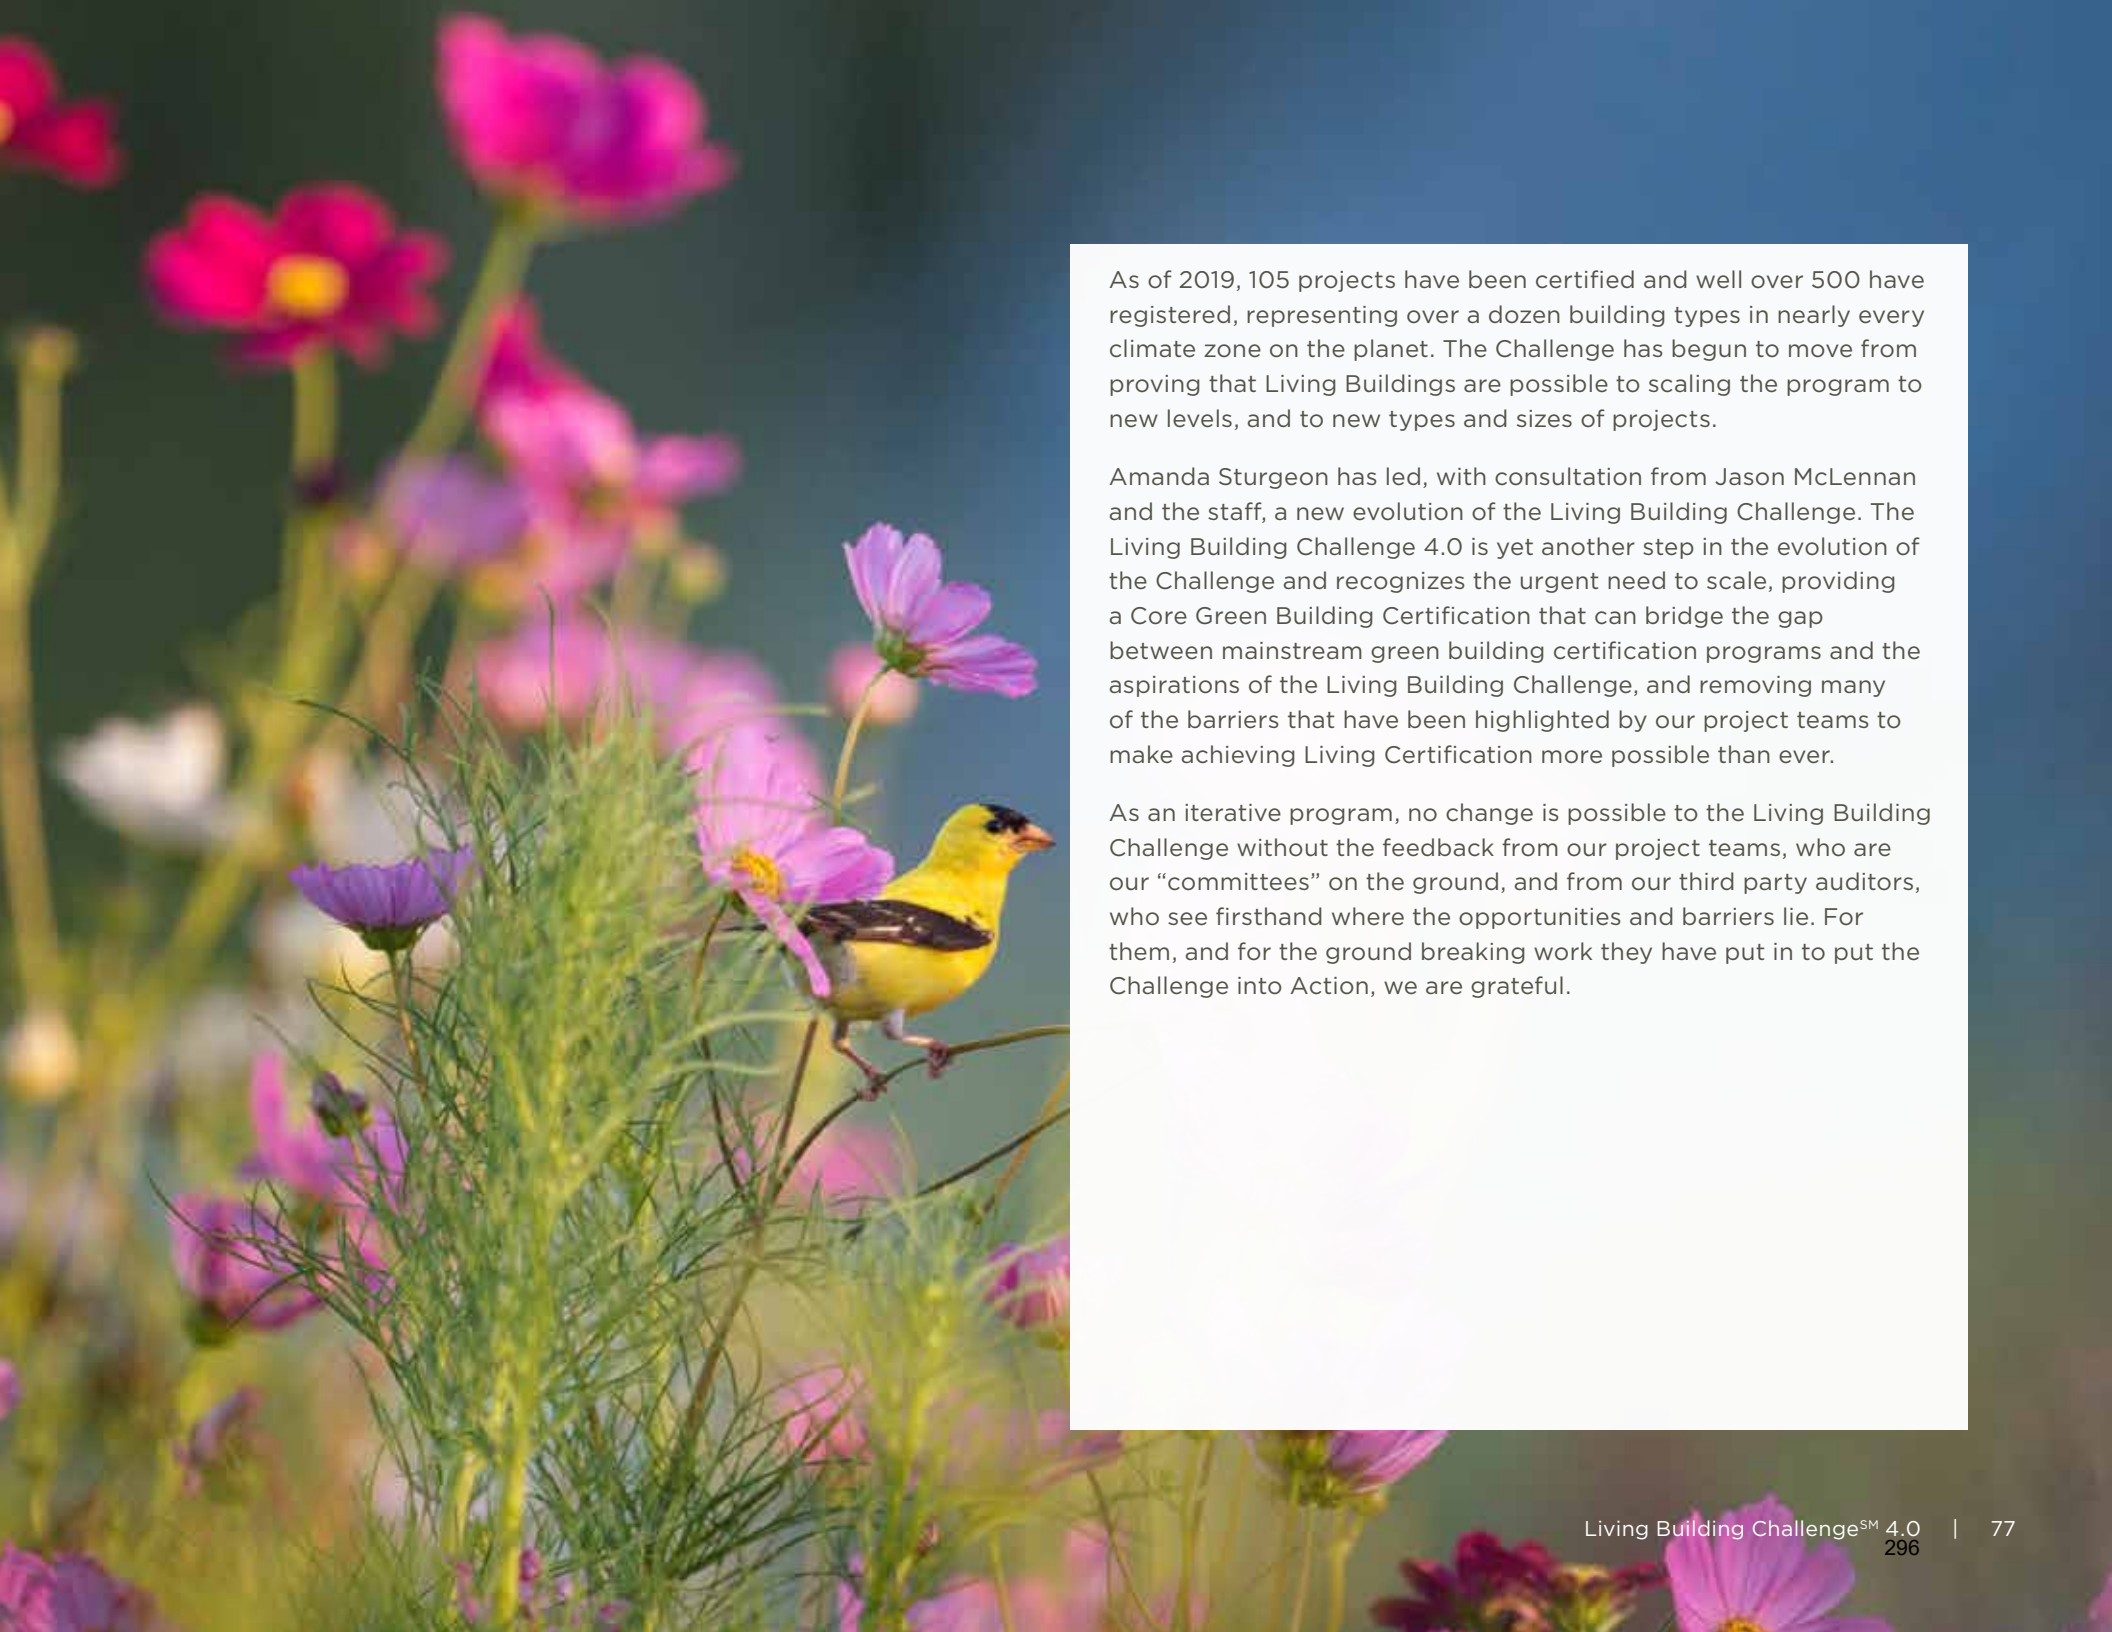 As of 2019, 105 projects have been certified and well over 500 have
registered, representing over a dozen building types in nearly every
climate zone on the planet. The Challenge has begun to move from
proving that Living Buildings are possible to scaling the program to
new levels, and to new types and sizes of projects.
Amanda Sturgeon has led, with consultation from Jason McLennan
and the staff, a new evolution of the Living Building Challenge. The
Living Building Challenge 4.0 is yet another step in the evolution of
the Challenge and recognizes the urgent need to scale, providing
a Core Green Building Certification that can bridge the gap
between mainstream green building certification programs and the
aspirations of the Living Building Challenge, and removing many
of the barriers that have been highlighted by our project teams to
make achieving Living Certification more possible than ever.
As an iterative program, no change is possible to the Living Building
Challenge without the feedback from our project teams, who are
our “committees” on the ground, and from our third party auditors,
who see firsthand where the opportunities and barriers lie. For
them, and for the ground breaking work they have put in to put the
Challenge into Action, we are grateful.
Living Building Challenge℠ 4.0 | 77
296